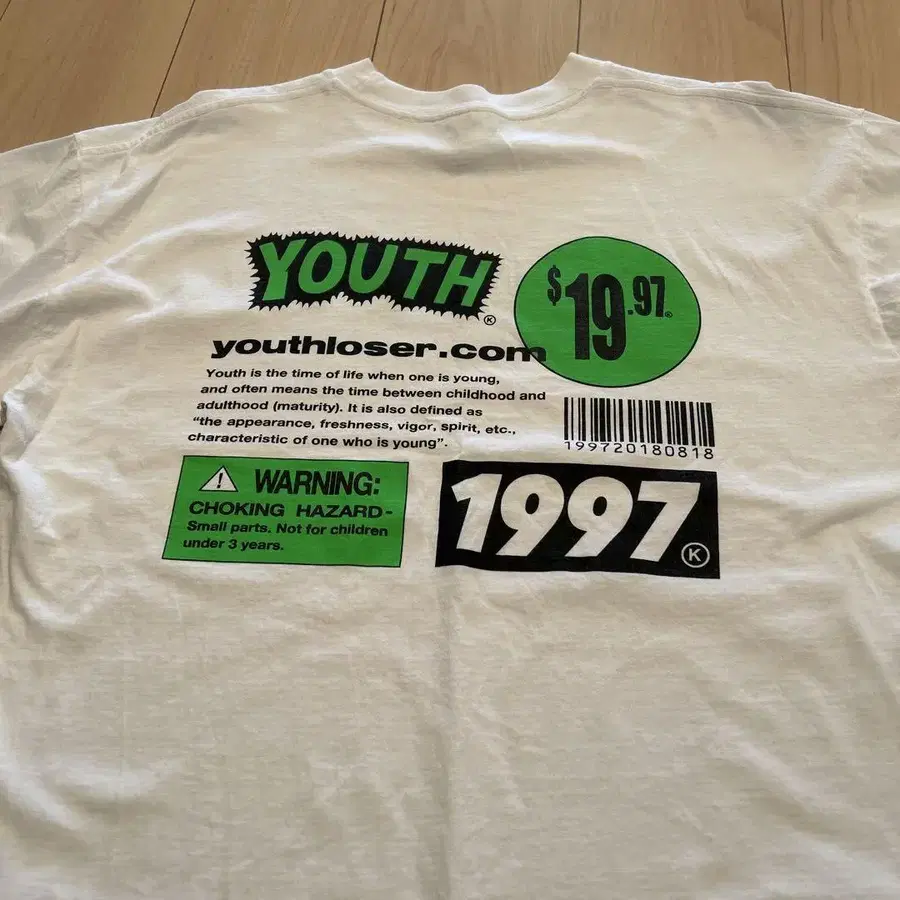 YOUTH
Ⓚ
$19.97®
youthloser.com
Youth is the time of life when one is young,
and often means the time between childhood and
adulthood (maturity). It is also defined as
“the appearance, freshness, vigor, spirit, etc.,
characteristic of one who is young”.
199720180818
WARNING:
CHOKING HAZARD-
Small parts. Not for children
under 3 years.
1997
Ⓚ